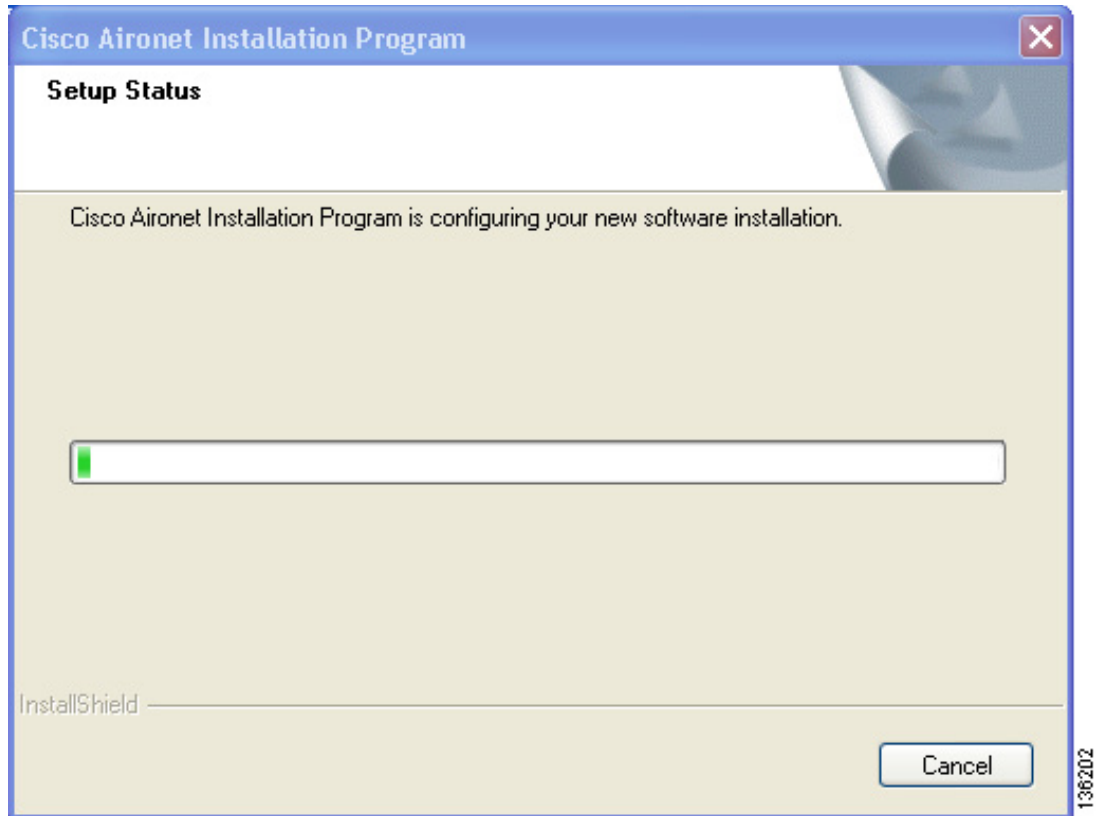 Cisco Aironet Installation Program
Setup Status
Cisco Aironet Installation Program is configuring your new software installation.
InstallShield
Cancel
136202